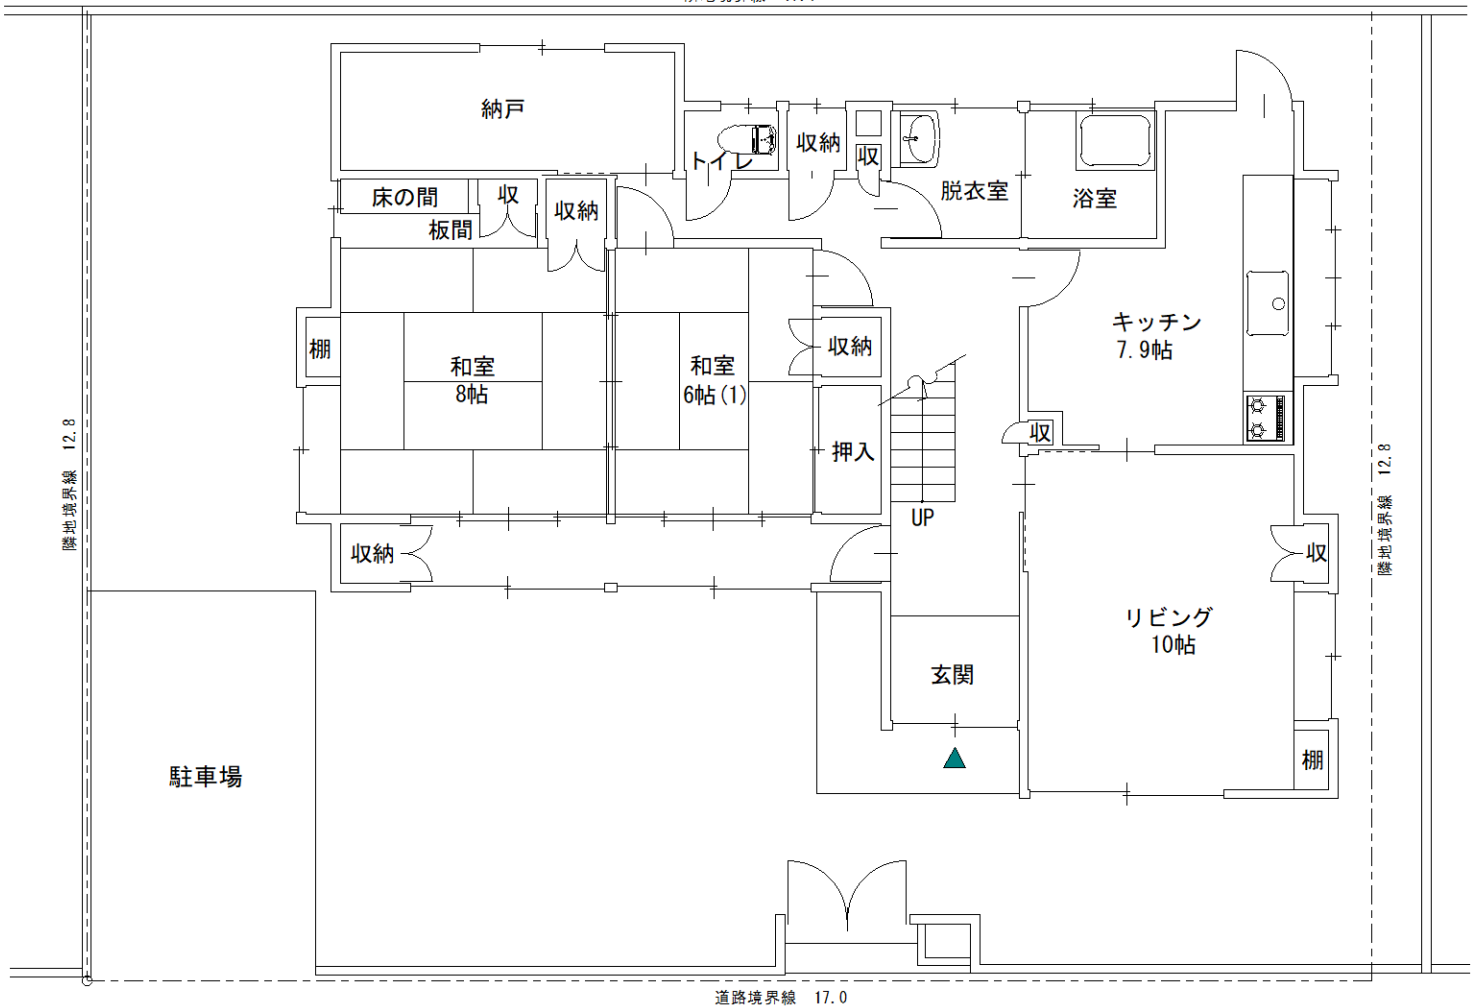 納戸
トイレ
収納
収
脱衣室
浴室
床の間
収
収納
板間
キッチン
7.9帖
棚
和室
8帖
和室
6帖(1)
収納
押入
収
UP
収納
収
リビング
10帖
玄関
棚
駐車場
隣地境界線 12.8
隣地境界線 12.8
道路境界線 17.0